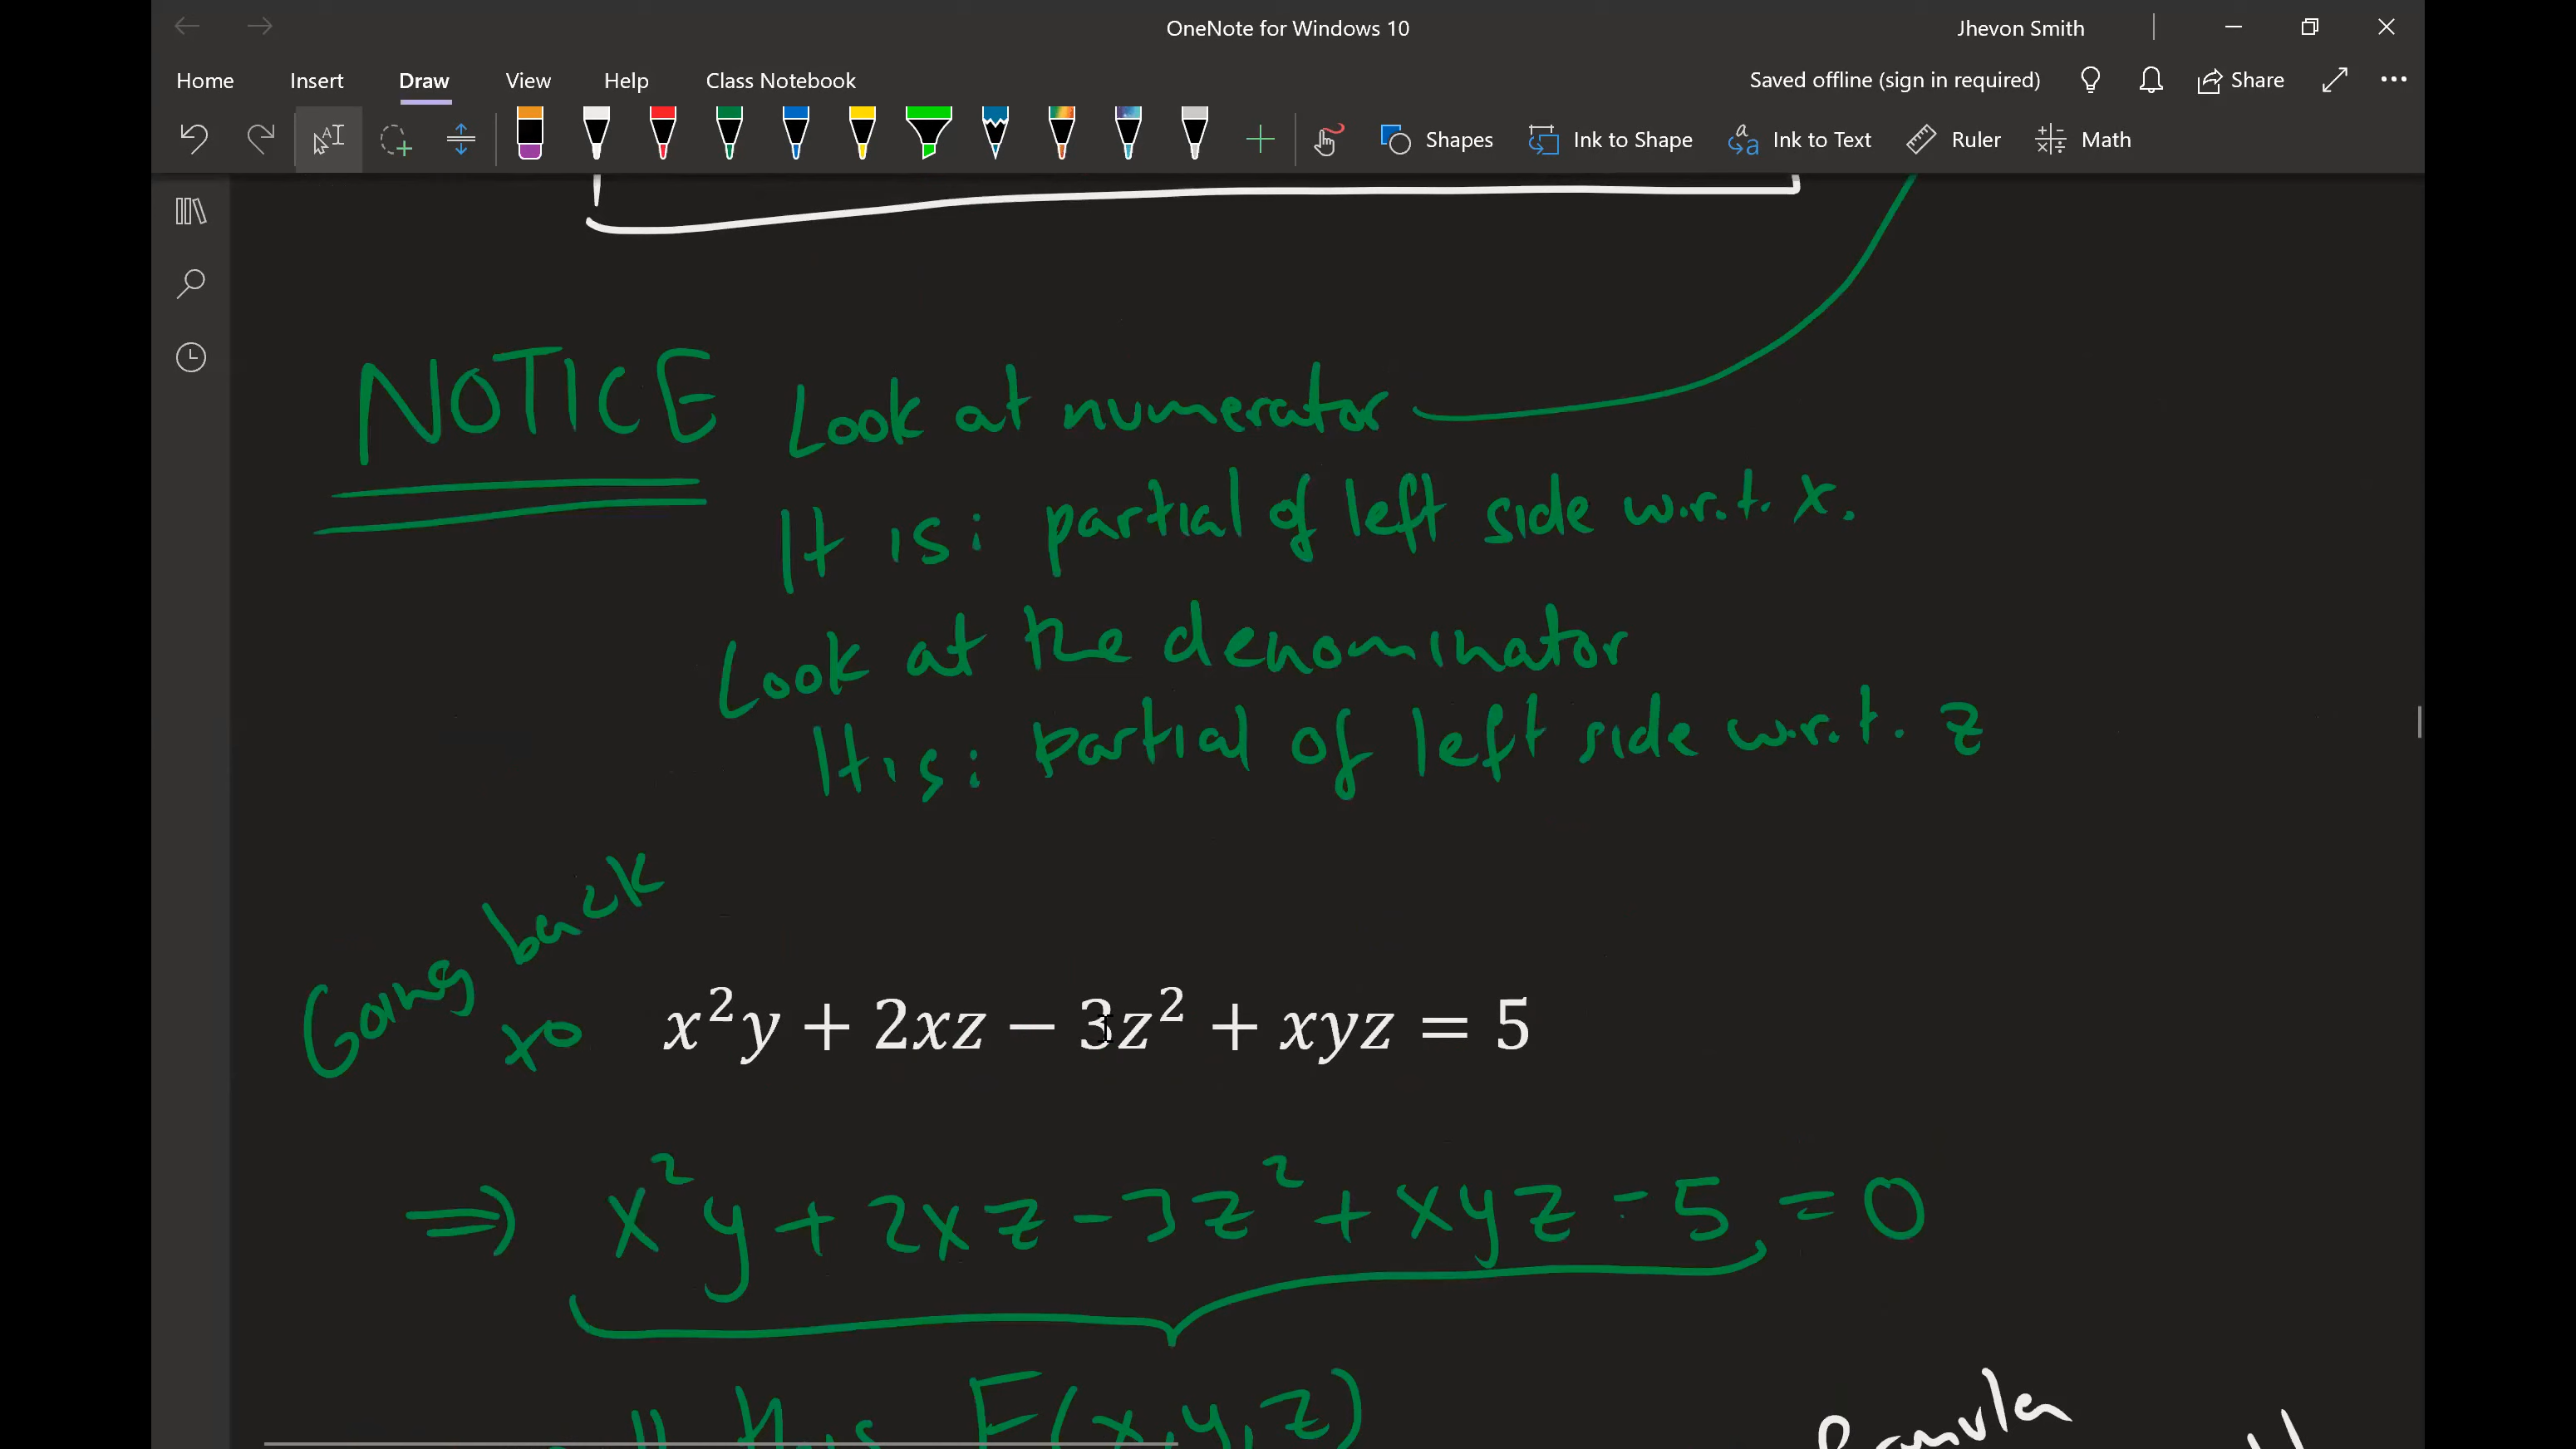 OneNote for Windows 10
Jhevon Smith
Home Insert Draw View Help Class Notebook
Saved offline (sign in required) Share
Shapes Ink to Shape Ink to Text Ruler Math
NOTICE Look at numerator
It is: partial of left side w.r.t. x.
Look at the denominator
It is: partial of left side w.r.t. z
Going back
to x²y + 2xz − 3z² + xyz = 5
⇒ x²y + 2xz - 3z² + xyz - 5 = 0
this F(x,y,z)